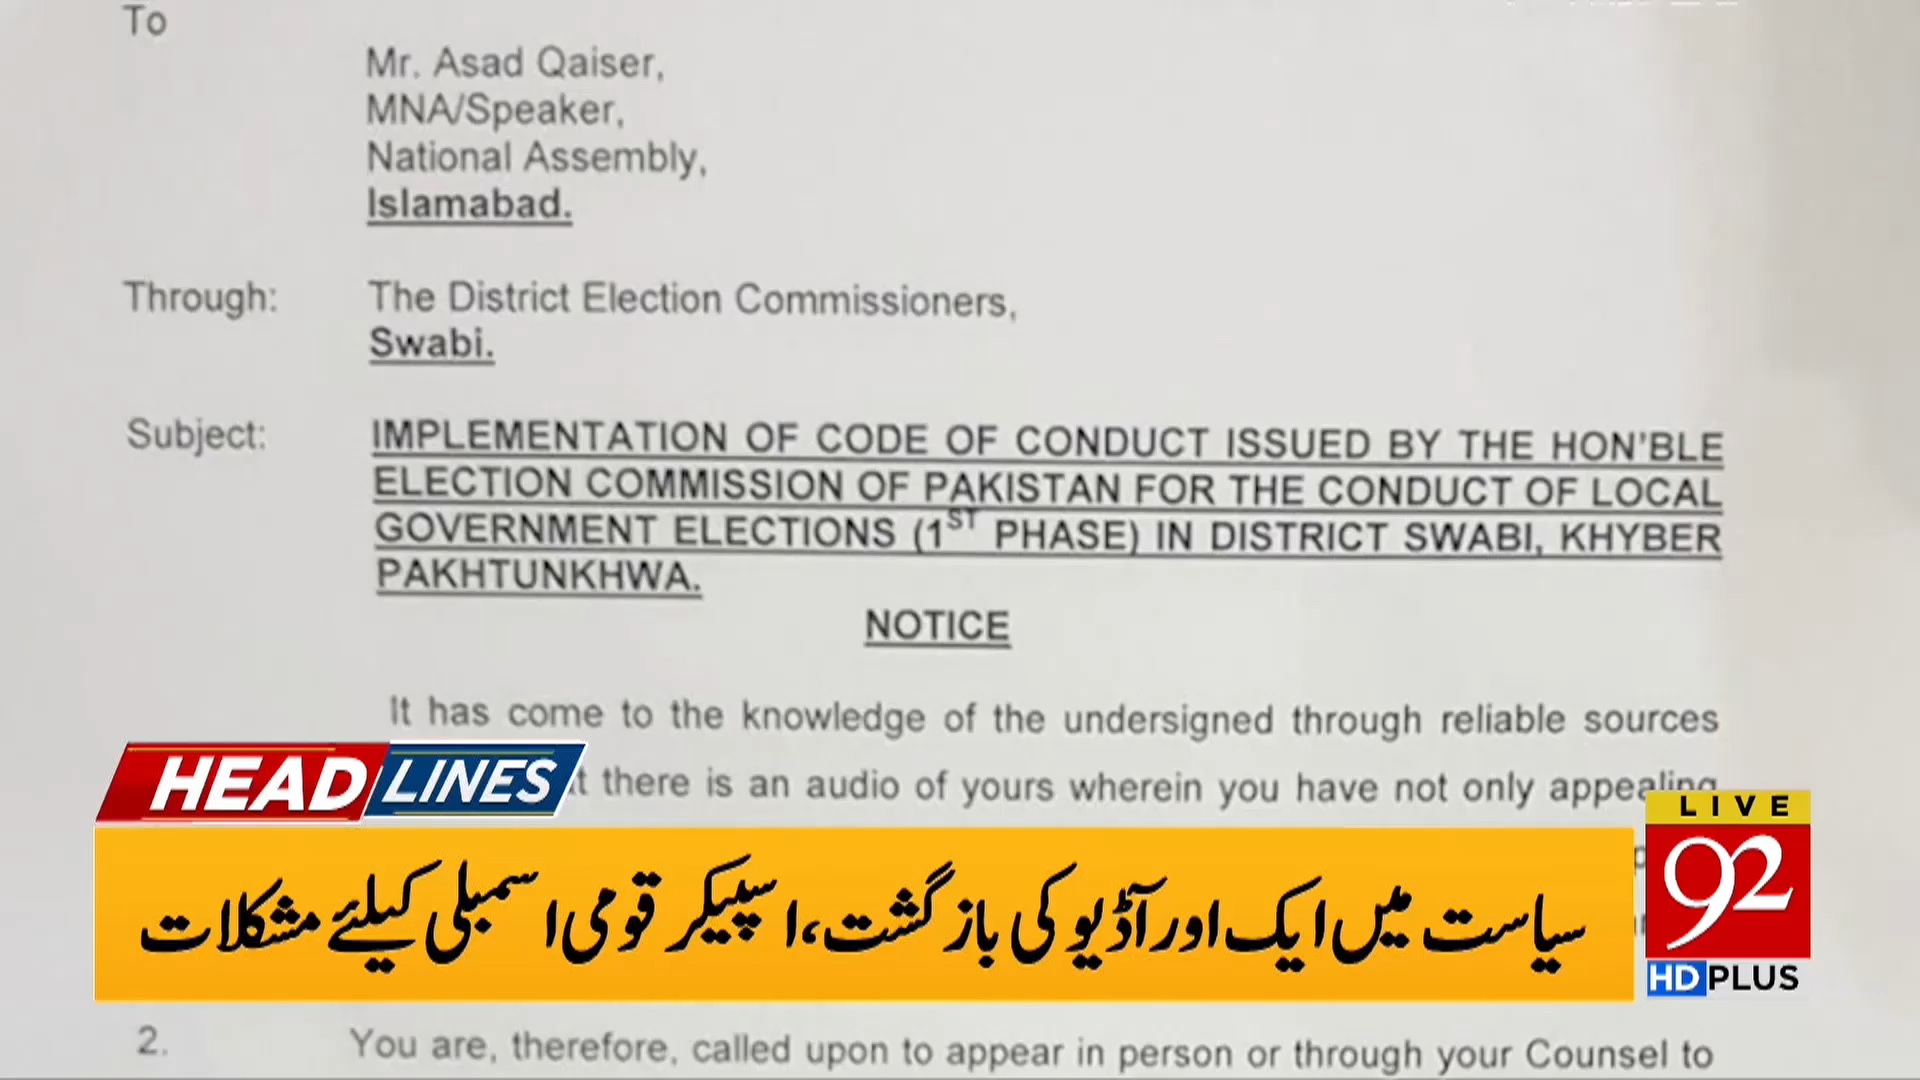 To
Mr. Asad Qaiser,
MNA/Speaker,
National Assembly,
Islamabad.
Through:
The District Election Commissioners,
Swabi.
Subject:
IMPLEMENTATION OF CODE OF CONDUCT ISSUED BY THE HON'BLE
ELECTION COMMISSION OF PAKISTAN FOR THE CONDUCT OF LOCAL
GOVERNMENT ELECTIONS (1ST PHASE) IN DISTRICT SWABI, KHYBER
PAKHTUNKHWA.
NOTICE
It has come to the knowledge of the undersigned through reliable sources
there is an audio of yours wherein you have not only appealing
HEADLINES
LIVE
92
HD PLUS
سیاست میں ایک اور آڈیو کی بازگشت، اسپیکر قومی اسمبلی کیلئے مشکلات
2. You are, therefore, called upon to appear in person or through your Counsel to